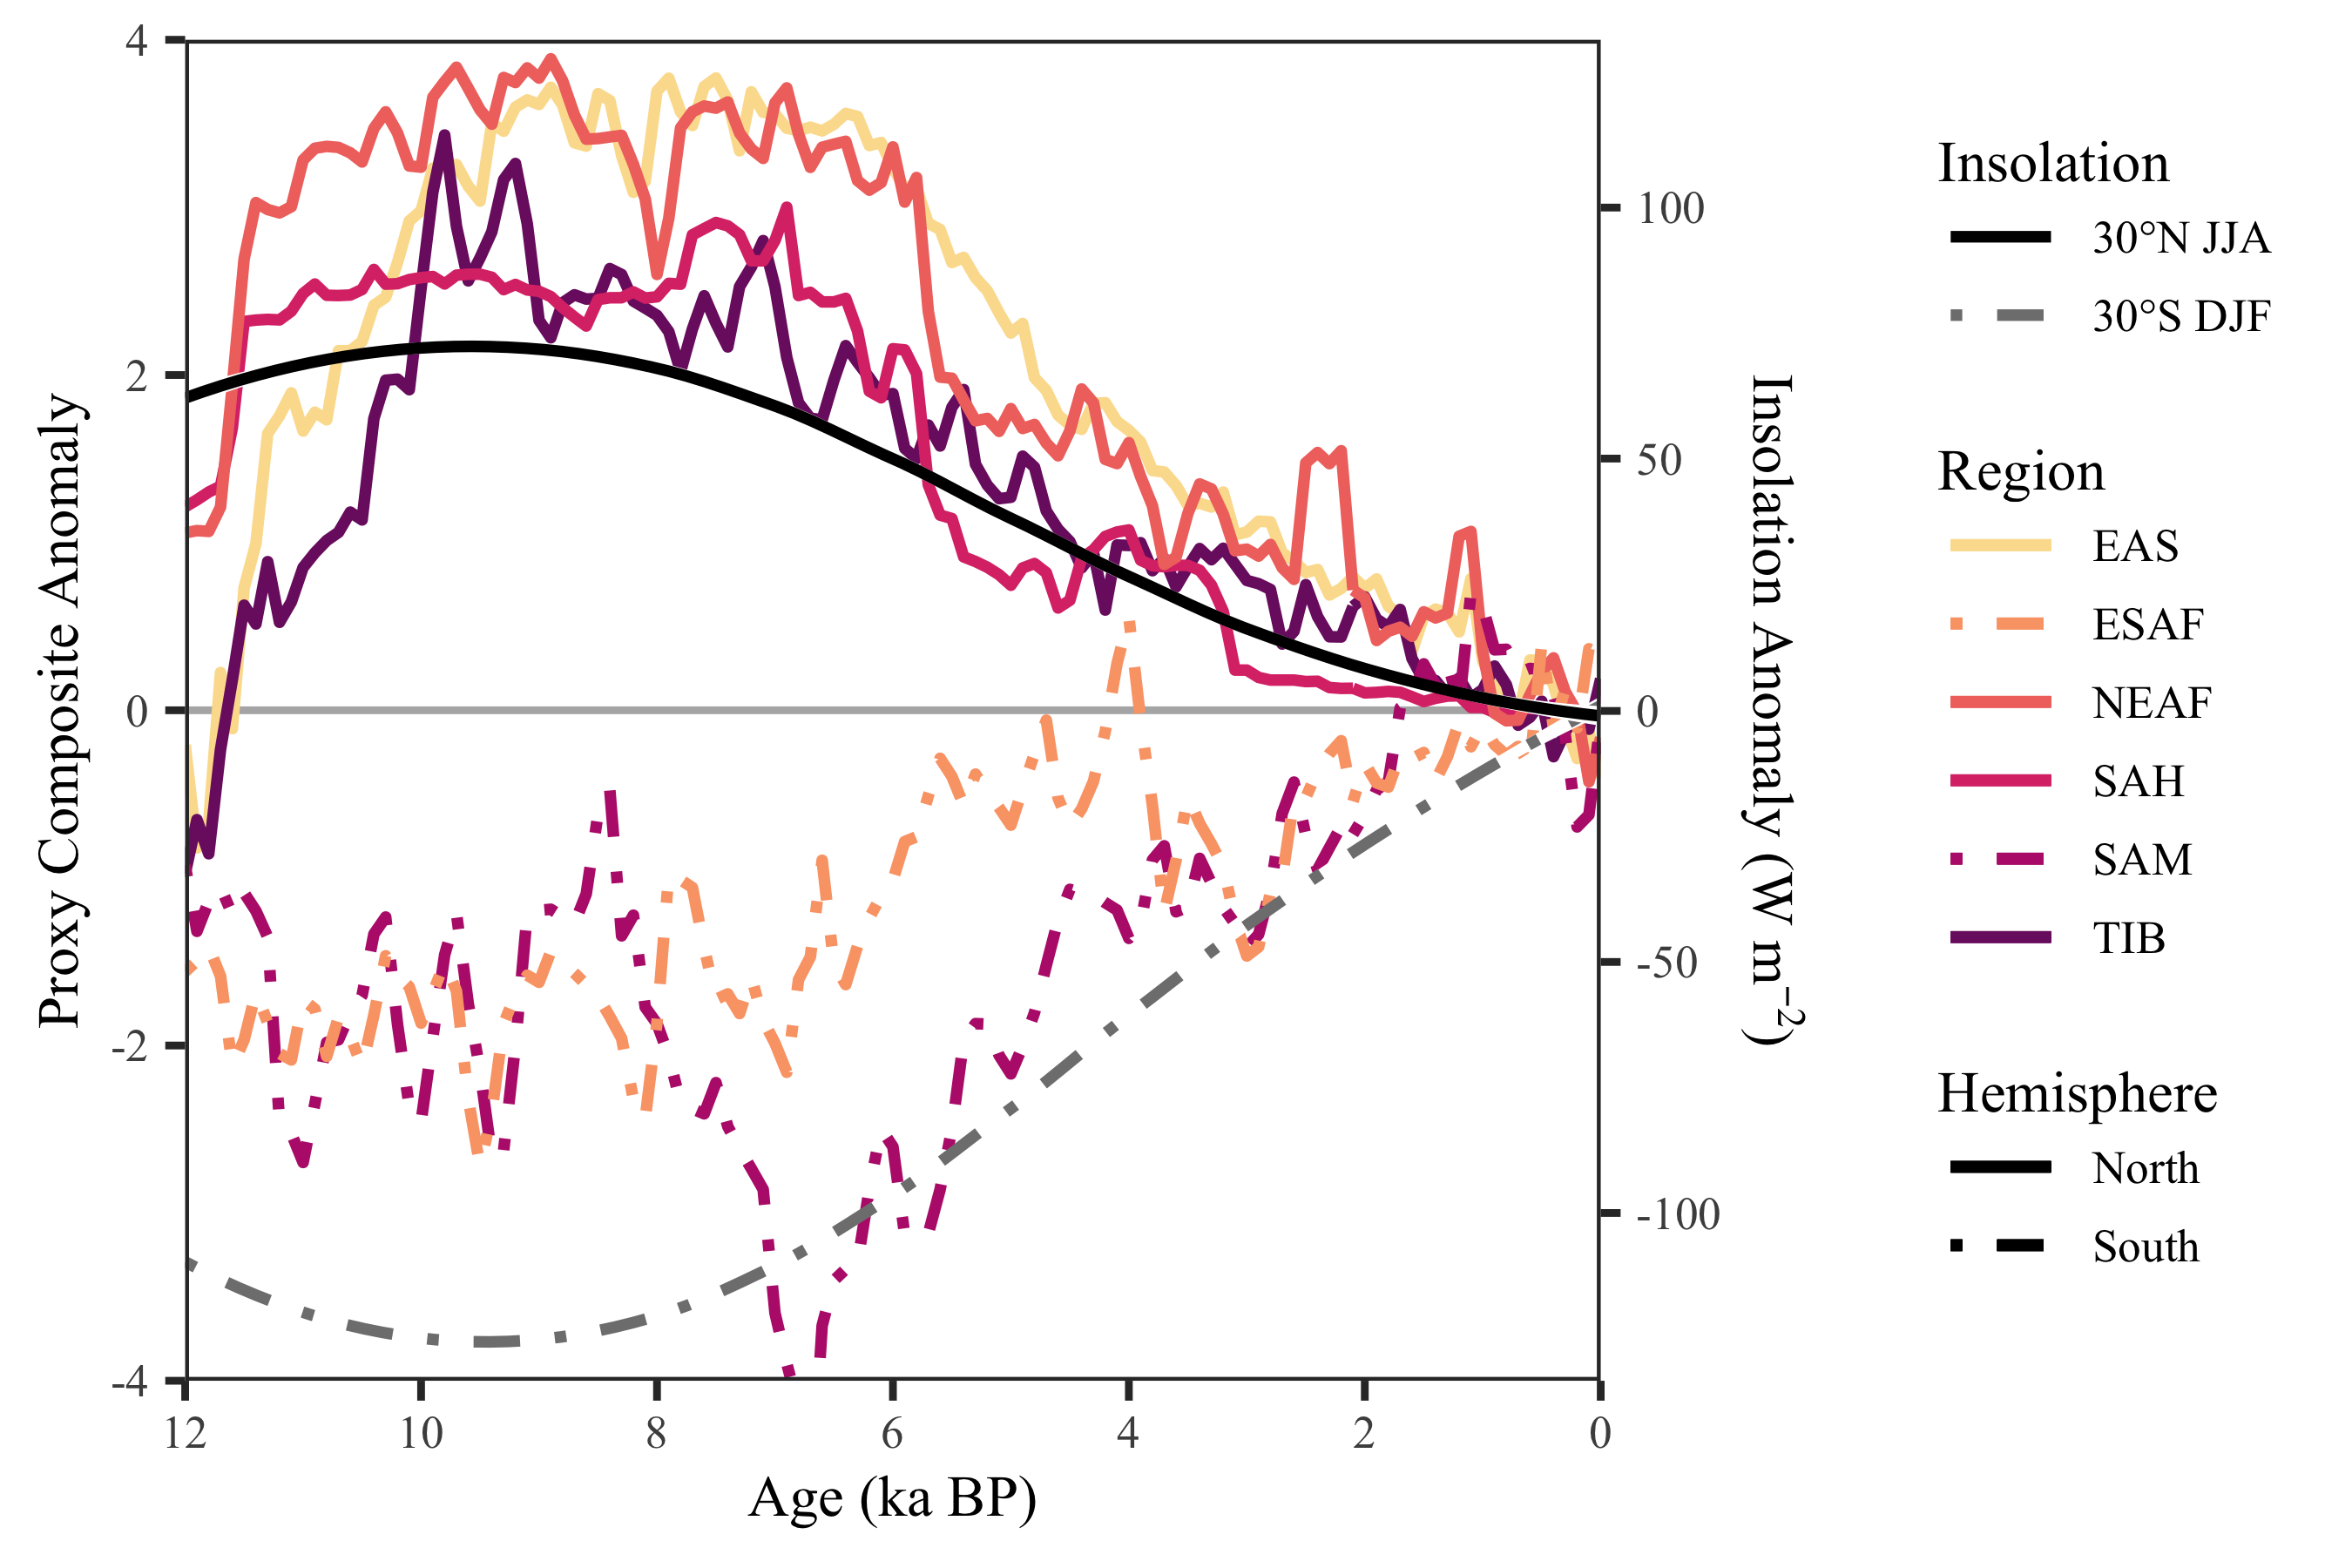 4
2
0
-2
-4
Proxy Composite Anomaly
12 10 8 6 4 2 0
Age (ka BP)
100
50
0
-50
-100
Insolation Anomaly (W m⁻²)
Insolation
30°N JJA
30°S DJF
Region
EAS
ESAF
NEAF
SAH
SAM
TIB
Hemisphere
North
South